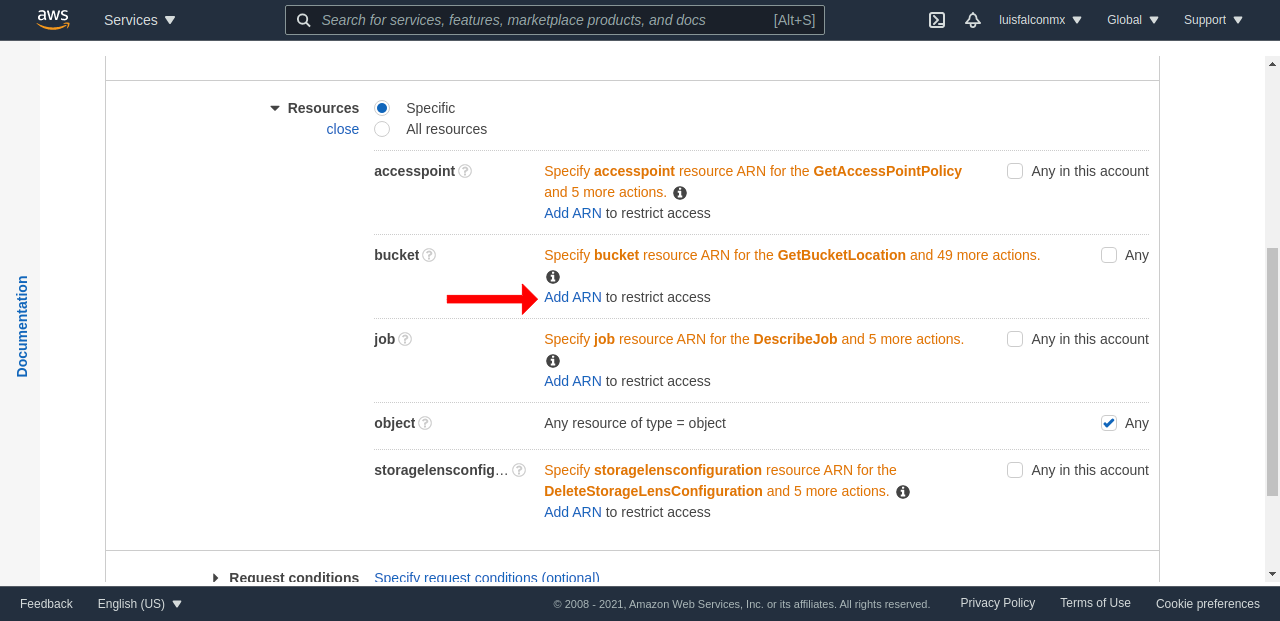 aws Services Search for services, features, marketplace products, and docs [Alt+S] luisfalconmx Global Support
Documentation
Resources Specific
close All resources
accesspoint ? Specify accesspoint resource ARN for the GetAccessPointPolicy Any in this account
and 5 more actions. i
Add ARN to restrict access
bucket ? Specify bucket resource ARN for the GetBucketLocation and 49 more actions. Any
i
Add ARN to restrict access
job ? Specify job resource ARN for the DescribeJob and 5 more actions. Any in this account
i
Add ARN to restrict access
object ? Any resource of type = object Any
storagelensconfig… ? Specify storagelensconfiguration resource ARN for the Any in this account
DeleteStorageLensConfiguration and 5 more actions. i
Add ARN to restrict access
Request conditions Specify request conditions (optional)
Feedback English (US) © 2008 - 2021, Amazon Web Services, Inc. or its affiliates. All rights reserved. Privacy Policy Terms of Use Cookie preferences